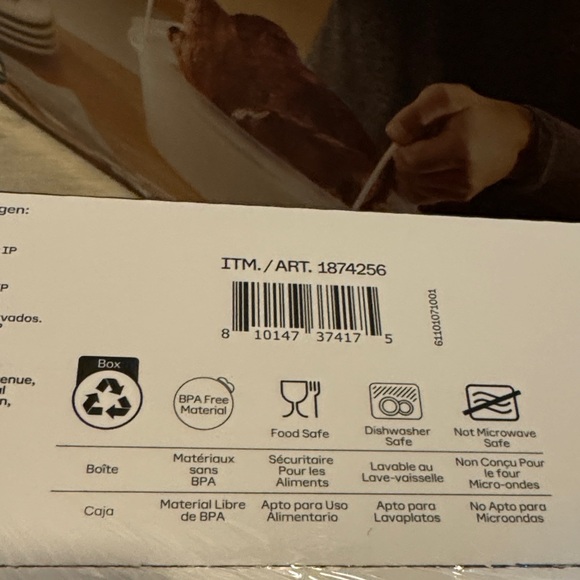 gen:
IP
P
vados.
enue,
n,
ITM./ART. 1874256
8 10147 37417 5
61101071001
Box
BPA Free
Material
Food Safe
Dishwasher
Safe
Not Microwave
Safe
Boîte
Matériaux
sans
BPA
Sécuritaire
Pour les
Aliments
Lavable au
Lave-vaisselle
Non Conçu Pour
le four
Micro-ondes
Caja
Material Libre
de BPA
Apto para Uso
Alimentario
Apto para
Lavaplatos
No Apto para
Microondas